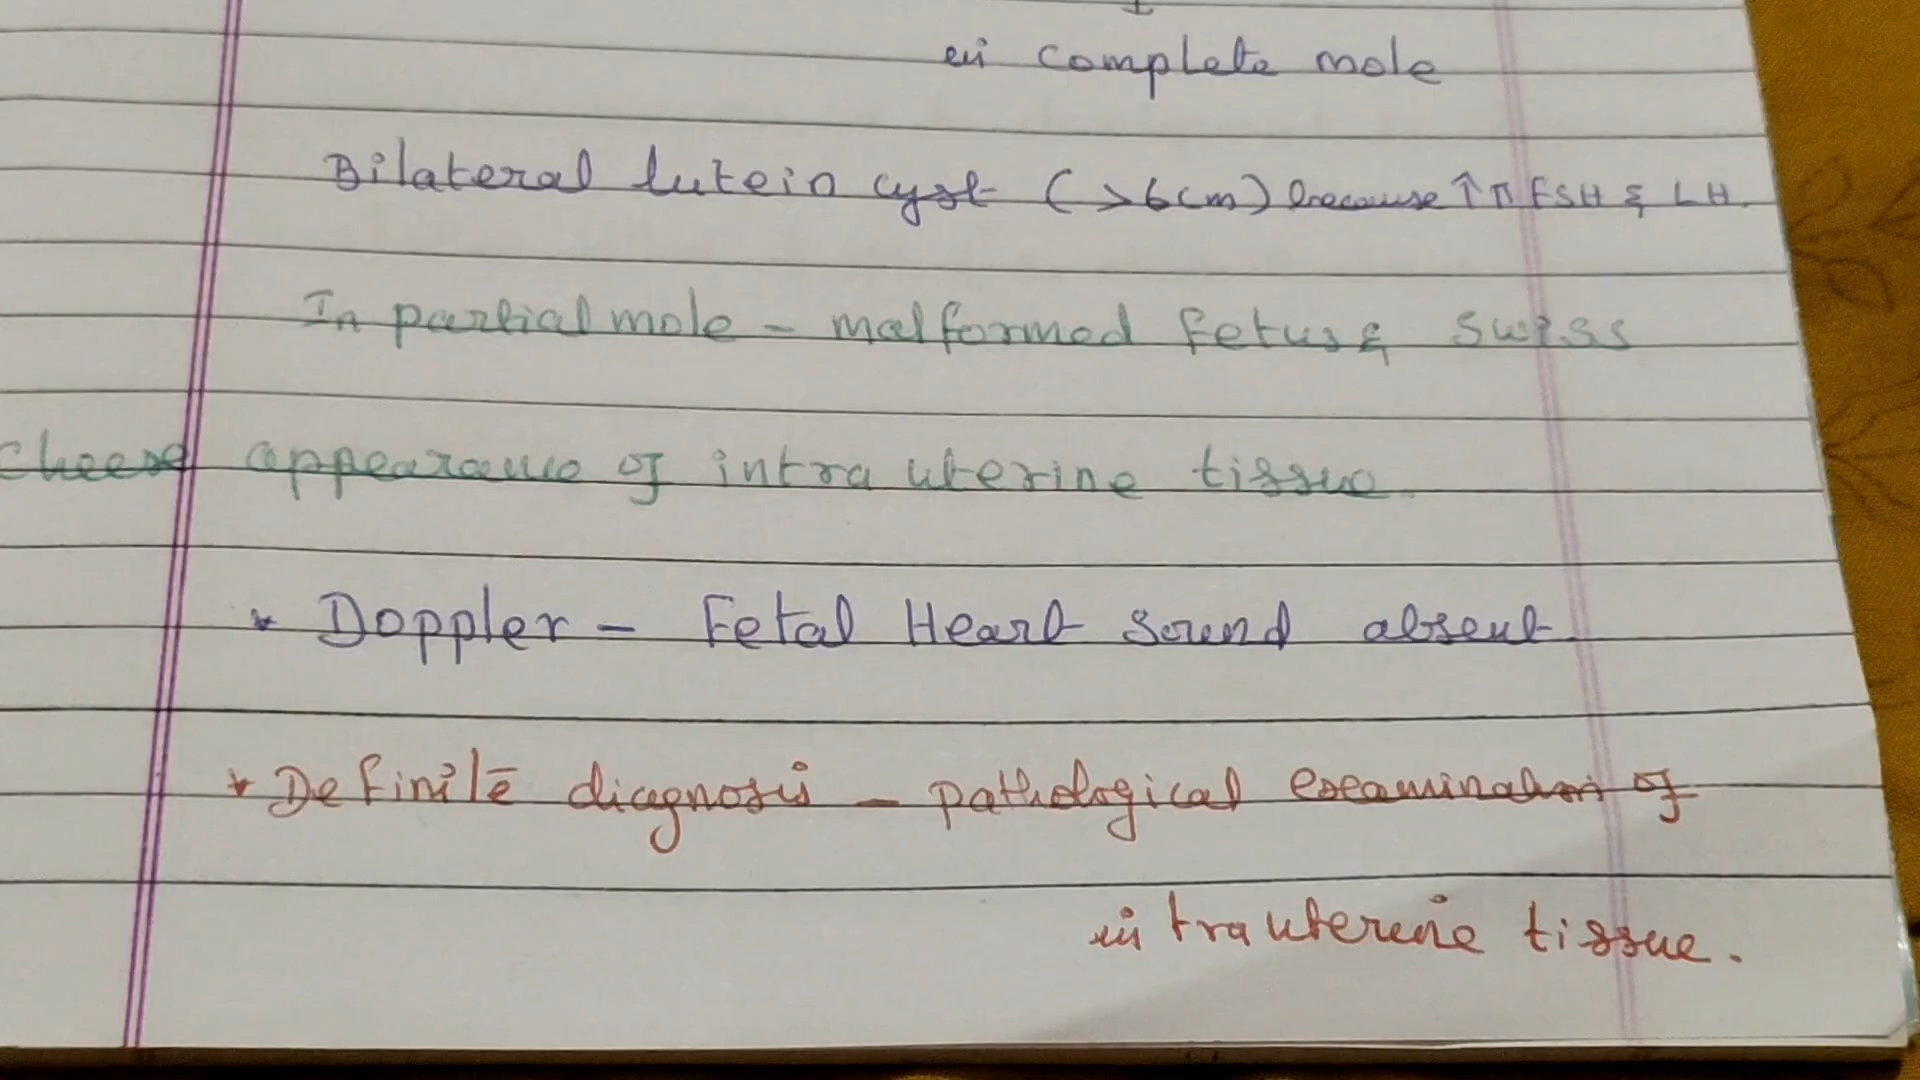 in complete mole
Bilateral lutein cyst (>6cm) because ↑↑ FSH & LH.
In partial mole - malformed fetus & swiss
cheese appearance of intra uterine tissue
* Doppler - Fetal Heart Sound absent
* Definite diagnosis - pathological examination of
intrauterine tissue.